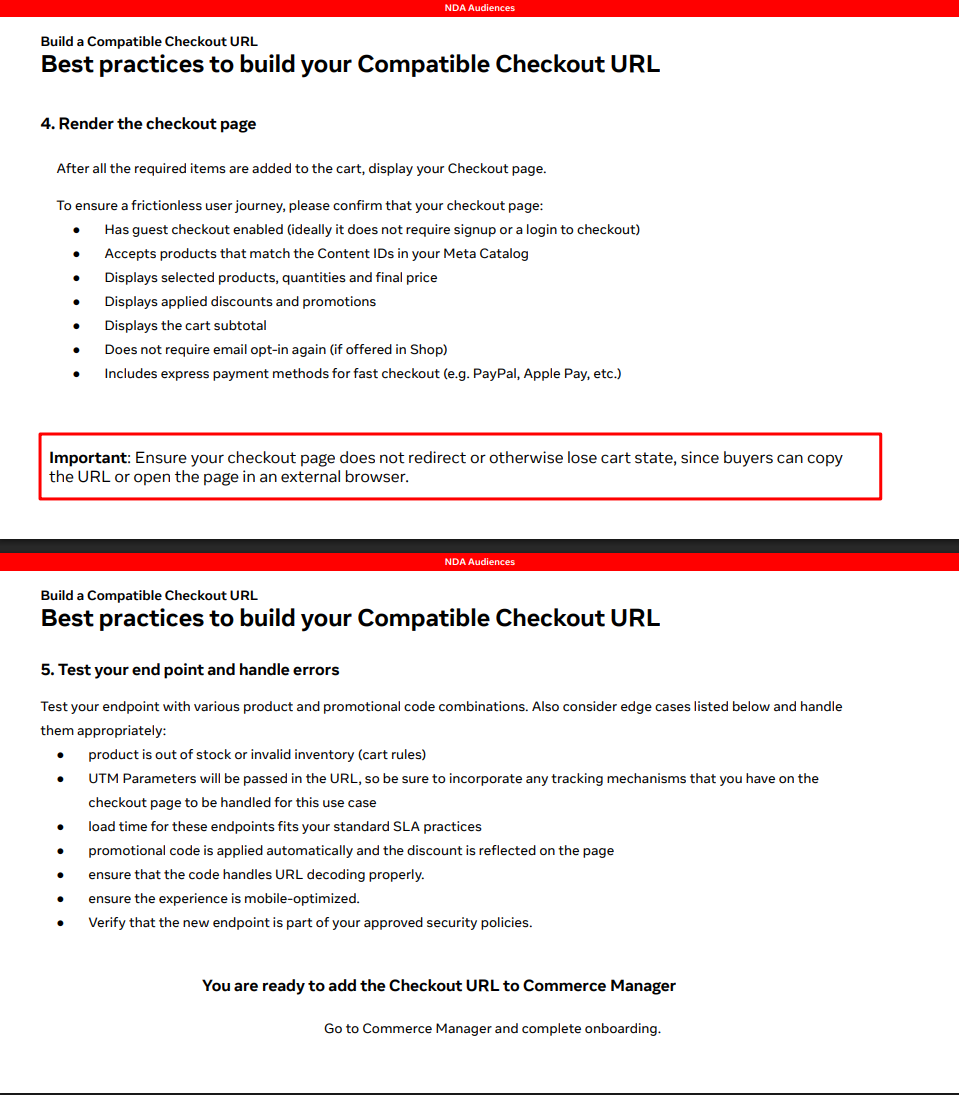 NDA Audiences
Build a Compatible Checkout URL
Best practices to build your Compatible Checkout URL
4. Render the checkout page
After all the required items are added to the cart, display your Checkout page.
To ensure a frictionless user journey, please confirm that your checkout page:
● Has guest checkout enabled (ideally it does not require signup or a login to checkout)
● Accepts products that match the Content IDs in your Meta Catalog
● Displays selected products, quantities and final price
● Displays applied discounts and promotions
● Displays the cart subtotal
● Does not require email opt-in again (if offered in Shop)
● Includes express payment methods for fast checkout (e.g. PayPal, Apple Pay, etc.)
Important: Ensure your checkout page does not redirect or otherwise lose cart state, since buyers can copy
the URL or open the page in an external browser.
NDA Audiences
Build a Compatible Checkout URL
Best practices to build your Compatible Checkout URL
5. Test your end point and handle errors
Test your endpoint with various product and promotional code combinations. Also consider edge cases listed below and handle
them appropriately:
● product is out of stock or invalid inventory (cart rules)
● UTM Parameters will be passed in the URL, so be sure to incorporate any tracking mechanisms that you have on the
checkout page to be handled for this use case
● load time for these endpoints fits your standard SLA practices
● promotional code is applied automatically and the discount is reflected on the page
● ensure that the code handles URL decoding properly.
● ensure the experience is mobile-optimized.
● Verify that the new endpoint is part of your approved security policies.
You are ready to add the Checkout URL to Commerce Manager
Go to Commerce Manager and complete onboarding.